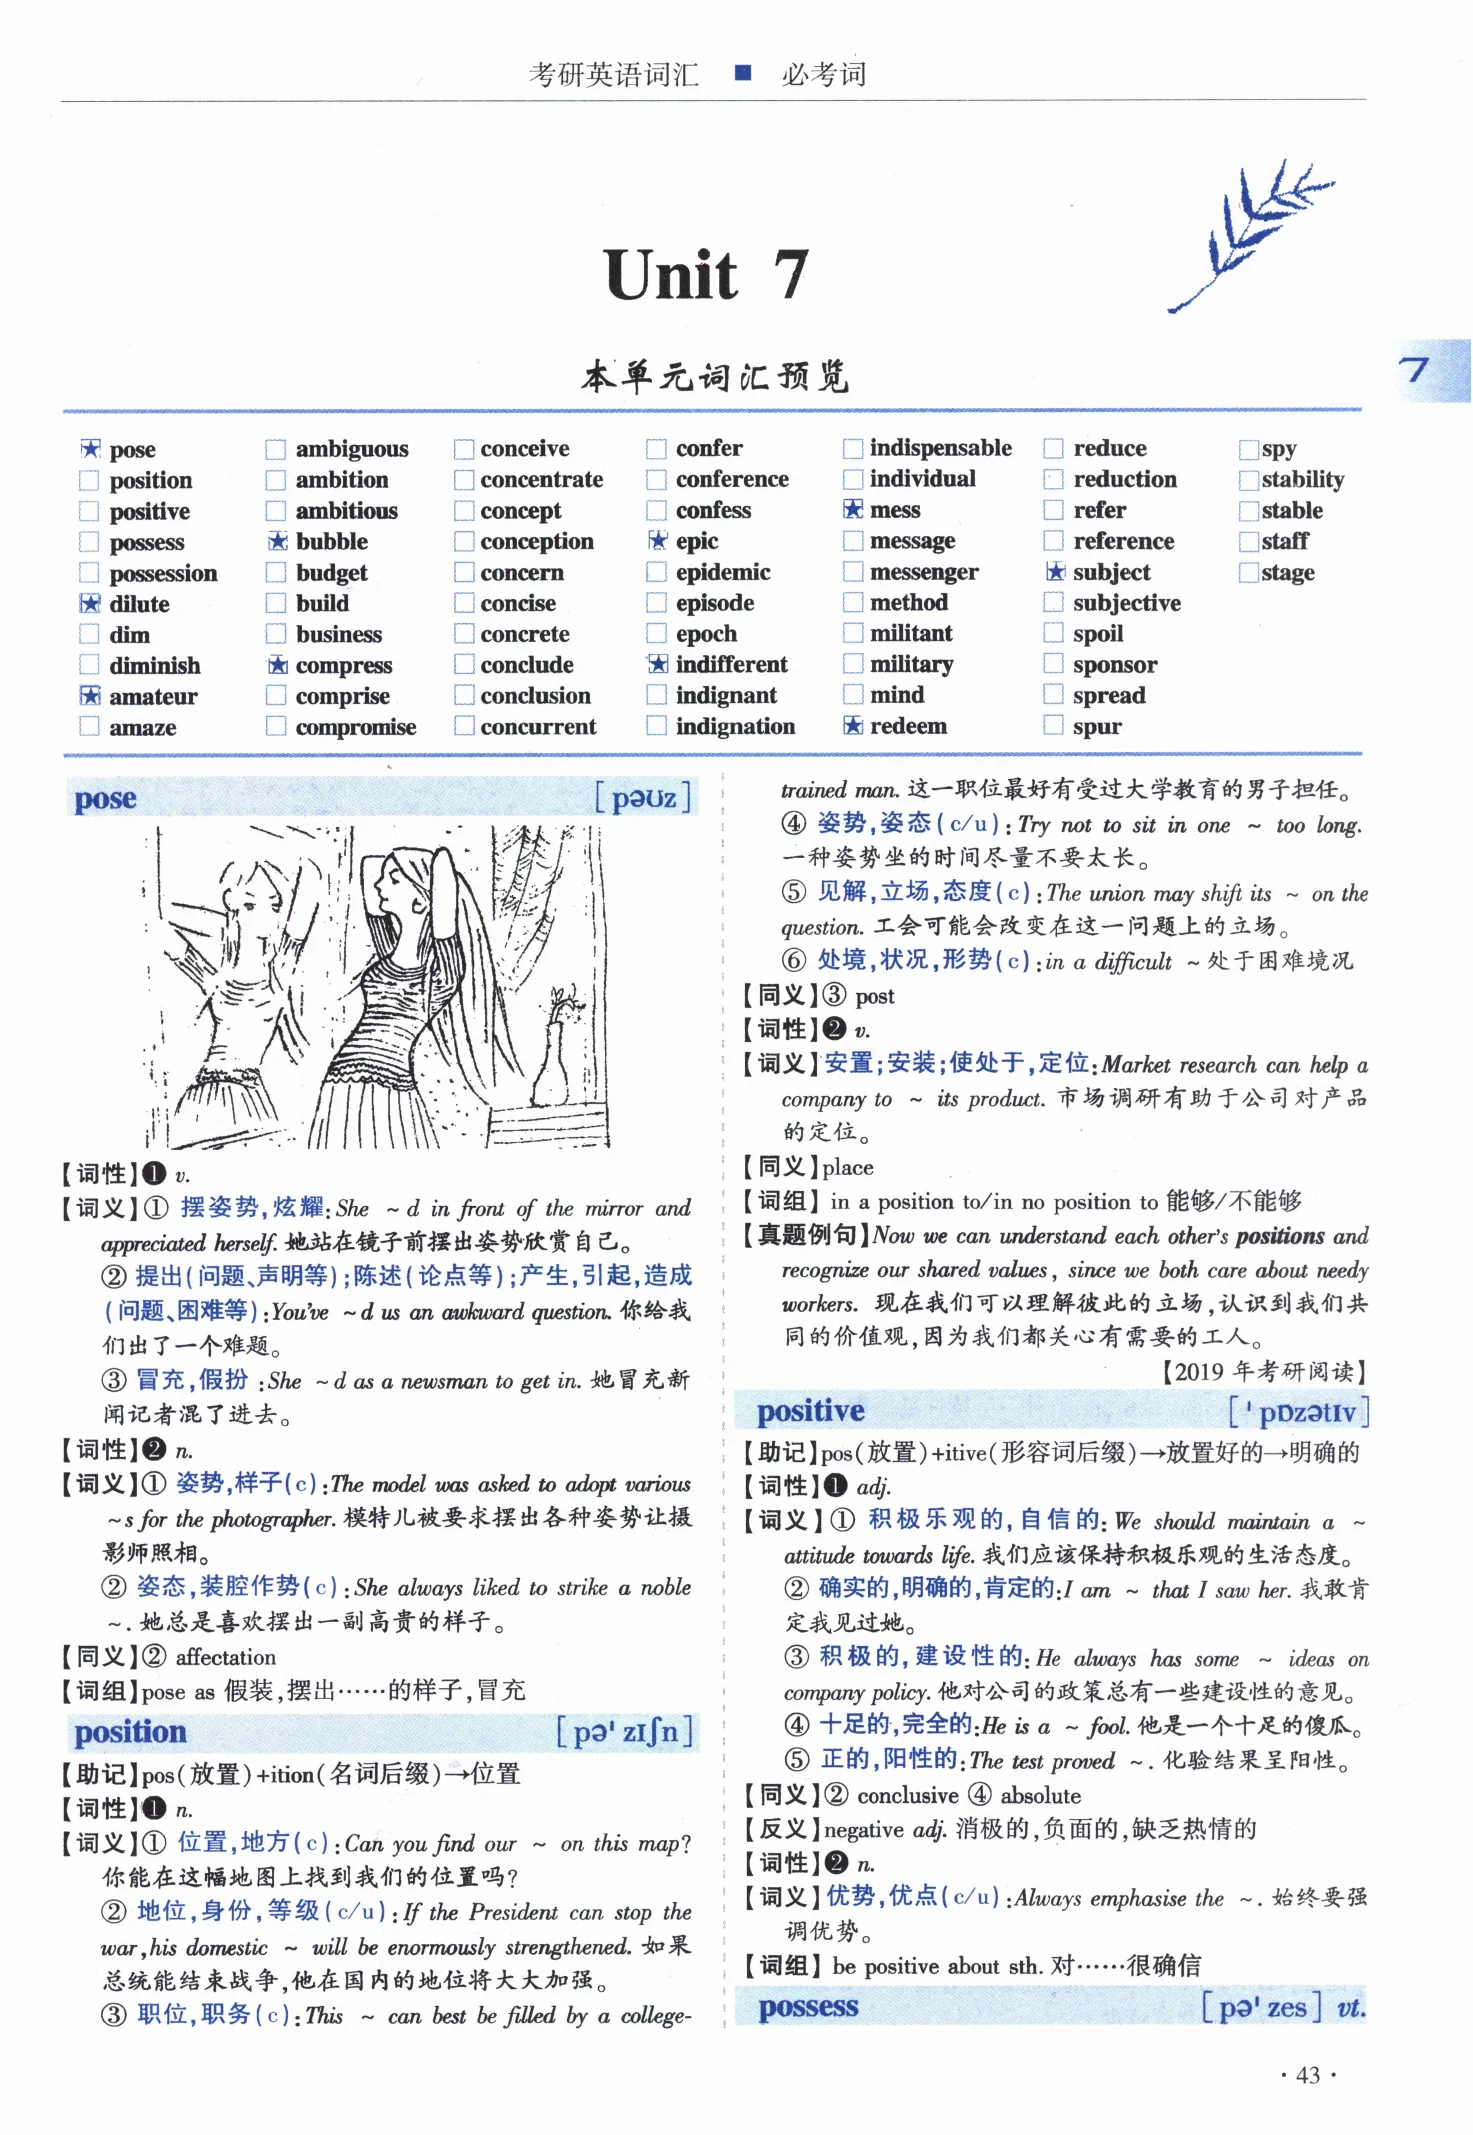 考研英语词汇 ■ 必考词
Unit 7
7
本单元词汇预览
★ pose □ ambiguous □ conceive □ confer □ indispensable □ reduce □ spy
□ position □ ambition □ concentrate □ conference □ individual □ reduction □ stability
□ positive □ ambitious □ concept □ confess ★ mess □ refer □ stable
□ possess ★ bubble □ conception ★ epic □ message □ reference □ staff
□ possession □ budget □ concern □ epidemic □ messenger ★ subject □ stage
★ dilute □ build □ concise □ episode □ method □ subjective
□ dim □ business □ concrete □ epoch □ militant □ spoil
□ diminish ★ compress □ conclude ★ indifferent □ military □ sponsor
★ amateur □ comprise □ conclusion □ indignant □ mind □ spread
□ amaze □ compromise □ concurrent □ indignation ★ redeem □ spur
pose [pəʊz]
【词性】❶ v.
【词义】① 摆姿势,炫耀:She ~d in front of the mirror and
appreciated herself. 她站在镜子前摆出姿势欣赏自己。
② 提出(问题、声明等);陈述(论点等);产生,引起,造成
(问题、困难等):You've ~d us an awkward question. 你给我
们出了一个难题。
③ 冒充,假扮:She ~d as a newsman to get in. 她冒充新
闻记者混了进去。
【词性】❷ n.
【词义】① 姿势,样子(c):The model was asked to adopt various
~s for the photographer. 模特儿被要求摆出各种姿势让摄
影师照相。
② 姿态,装腔作势(c):She always liked to strike a noble
~. 她总是喜欢摆出一副高贵的样子。
【同义】② affectation
【词组】pose as 假装,摆出……的样子,冒充
position [pəˈzɪʃn]
【助记】pos(放置)+ition(名词后缀)→位置
【词性】❶ n.
【词义】① 位置,地方(c):Can you find our ~ on this map?
你能在这幅地图上找到我们的位置吗?
② 地位,身份,等级(c/u):If the President can stop the
war,his domestic ~ will be enormously strengthened. 如果
总统能结束战争,他在国内的地位将大大加强。
③ 职位,职务(c):This ~ can best be filled by a college-
trained man. 这一职位最好有受过大学教育的男子担任。
④ 姿势,姿态(c/u):Try not to sit in one ~ too long.
一种姿势坐的时间尽量不要太长。
⑤ 见解,立场,态度(c):The union may shift its ~ on the
question. 工会可能会改变在这一问题上的立场。
⑥ 处境,状况,形势(c):in a difficult ~处于困难境况
【同义】③ post
【词性】❷ v.
【词义】安置;安装;使处于,定位:Market research can help a
company to ~ its product. 市场调研有助于公司对产品
的定位。
【同义】place
【词组】in a position to/in no position to 能够/不能够
【真题例句】Now we can understand each other's positions and
recognize our shared values, since we both care about needy
workers. 现在我们可以理解彼此的立场,认识到我们共
同的价值观,因为我们都关心有需要的工人。
【2019 年考研阅读】
positive [ˈpɒzətɪv]
【助记】pos(放置)+itive(形容词后缀)→放置好的→明确的
【词性】❶ adj.
【词义】① 积极乐观的,自信的:We should maintain a ~
attitude towards life. 我们应该保持积极乐观的生活态度。
② 确实的,明确的,肯定的:I am ~ that I saw her. 我敢肯
定我见过她。
③ 积极的,建设性的:He always has some ~ ideas on
company policy. 他对公司的政策总有一些建设性的意见。
④ 十足的,完全的:He is a ~ fool. 他是一个十足的傻瓜。
⑤ 正的,阳性的:The test proved ~. 化验结果呈阳性。
【同义】② conclusive ④ absolute
【反义】negative adj. 消极的,负面的,缺乏热情的
【词性】❷ n.
【词义】优势,优点(c/u):Always emphasise the ~. 始终要强
调优势。
【词组】be positive about sth. 对……很确信
possess [pəˈzes] vt.
· 43 ·